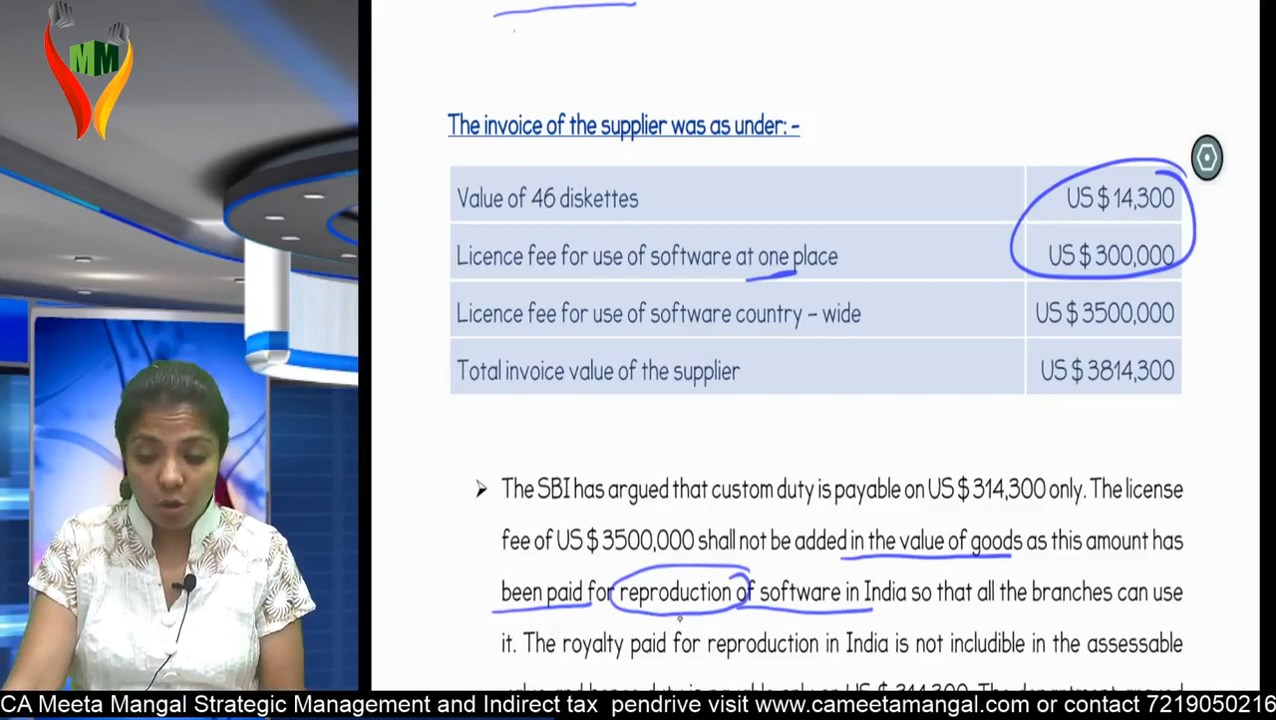 MM
The invoice of the supplier was as under: -
Value of 46 diskettes US $ 14,300
Licence fee for use of software at one place US $ 300,000
Licence fee for use of software country – wide US $ 3500,000
Total invoice value of the supplier US $ 3814,300
➢ The SBI has argued that custom duty is payable on US $ 314,300 only. The license
fee of US $ 3500,000 shall not be added in the value of goods as this amount has
been paid for reproduction of software in India so that all the branches can use
it. The royalty paid for reproduction in India is not includible in the assessable
CA Meeta Mangal Strategic Management and Indirect tax pendrive visit www.cameetamangal.com or contact 7219050216